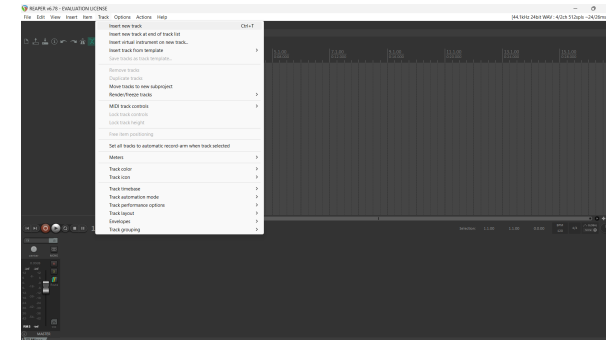 REAPER v6.78 - EVALUATION LICENSE
File Edit View Insert Item Track Options Actions Help
Insert new track Ctrl+T
Insert new track at end of track list
Insert virtual instrument on new track...
Insert track from template
Save tracks as track template...
Remove tracks
Duplicate tracks
Move tracks to new subproject
Render/freeze tracks
MIDI track controls
Lock track controls
Lock track height
Free item positioning
Set all tracks to automatic record-arm when track selected
Meters
Track color
Track icon
Track timebase
Track automation mode
Track performance options
Track layout
Envelopes
Track grouping
Selection
MASTER